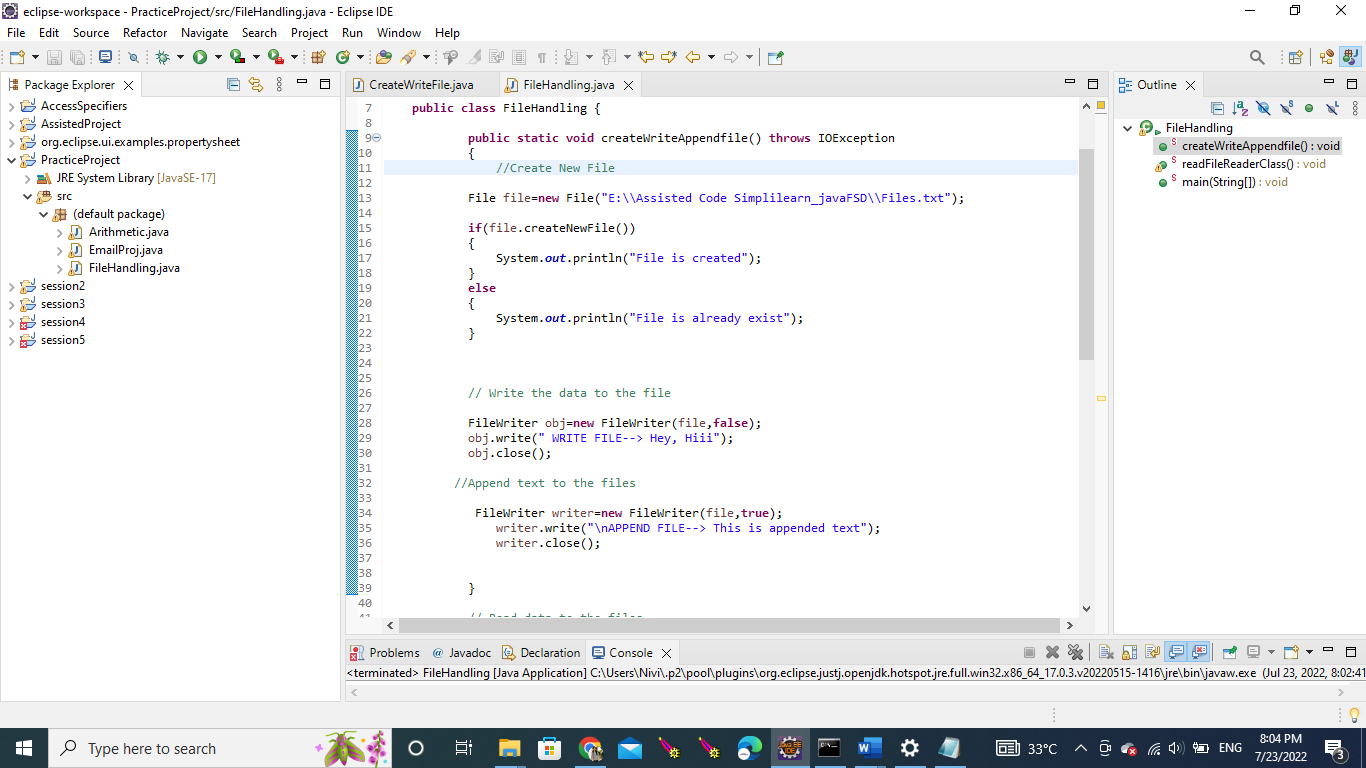 eclipse-workspace - PracticeProject/src/FileHandling.java - Eclipse IDE
File Edit Source Refactor Navigate Search Project Run Window Help
Package Explorer
AccessSpecifiers
AssistedProject
org.eclipse.ui.examples.propertysheet
PracticeProject
JRE System Library [JavaSE-17]
src
(default package)
Arithmetic.java
EmailProj.java
FileHandling.java
session2
session3
session4
session5
CreateWriteFile.java FileHandling.java
7 public class FileHandling {
8
9 public static void createWriteAppendfile() throws IOException
10 {
11 //Create New File
12
13 File file=new File("E:\\Assisted Code Simplilearn_javaFSD\\Files.txt");
14
15 if(file.createNewFile())
16 {
17 System.out.println("File is created");
18 }
19 else
20 {
21 System.out.println("File is already exist");
22 }
23
24
25
26 // Write the data to the file
27
28 FileWriter obj=new FileWriter(file,false);
29 obj.write(" WRITE FILE--> Hey, Hiii");
30 obj.close();
31
32 //Append text to the files
33
34 FileWriter writer=new FileWriter(file,true);
35 writer.write("\nAPPEND FILE--> This is appended text");
36 writer.close();
37
38
39 }
40
41 // Read data to the files
Outline
FileHandling
createWriteAppendfile() : void
readFileReaderClass() : void
main(String[]) : void
Problems @ Javadoc Declaration Console
<terminated> FileHandling [Java Application] C:\Users\Nivi\.p2\pool\plugins\org.eclipse.justj.openjdk.hotspot.jre.full.win32.x86_64_17.0.3.v20220515-1416\jre\bin\javaw.exe (Jul 23, 2022, 8:02:41
Type here to search
33°C
ENG
8:04 PM
7/23/2022
3